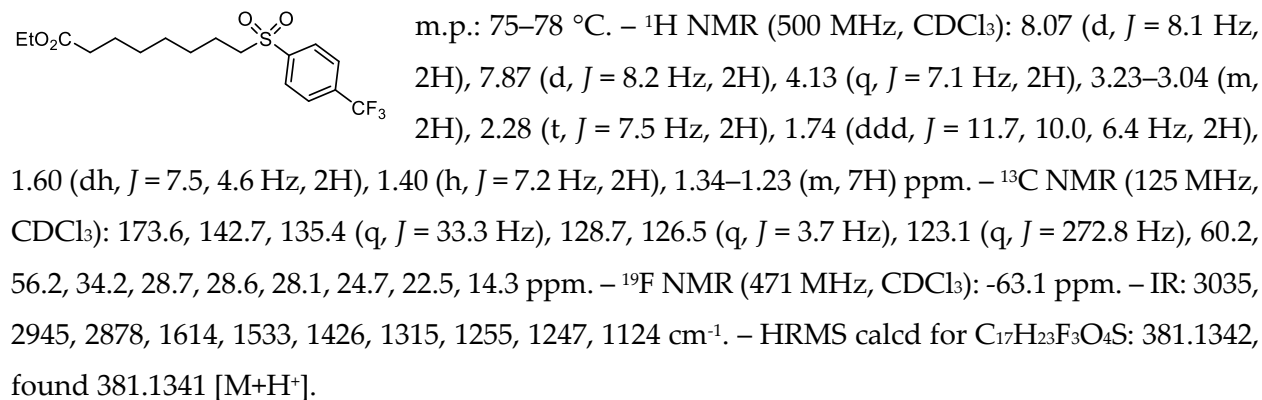 EtO₂C
O O
S
CF₃
m.p.: 75–78 °C. – ¹H NMR (500 MHz, CDCl₃): 8.07 (d, J = 8.1 Hz,
2H), 7.87 (d, J = 8.2 Hz, 2H), 4.13 (q, J = 7.1 Hz, 2H), 3.23–3.04 (m,
2H), 2.28 (t, J = 7.5 Hz, 2H), 1.74 (ddd, J = 11.7, 10.0, 6.4 Hz, 2H),
1.60 (dh, J = 7.5, 4.6 Hz, 2H), 1.40 (h, J = 7.2 Hz, 2H), 1.34–1.23 (m, 7H) ppm. – ¹³C NMR (125 MHz,
CDCl₃): 173.6, 142.7, 135.4 (q, J = 33.3 Hz), 128.7, 126.5 (q, J = 3.7 Hz), 123.1 (q, J = 272.8 Hz), 60.2,
56.2, 34.2, 28.7, 28.6, 28.1, 24.7, 22.5, 14.3 ppm. – ¹⁹F NMR (471 MHz, CDCl₃): -63.1 ppm. – IR: 3035,
2945, 2878, 1614, 1533, 1426, 1315, 1255, 1247, 1124 cm⁻¹. – HRMS calcd for C₁₇H₂₃F₃O₄S: 381.1342,
found 381.1341 [M+H⁺].